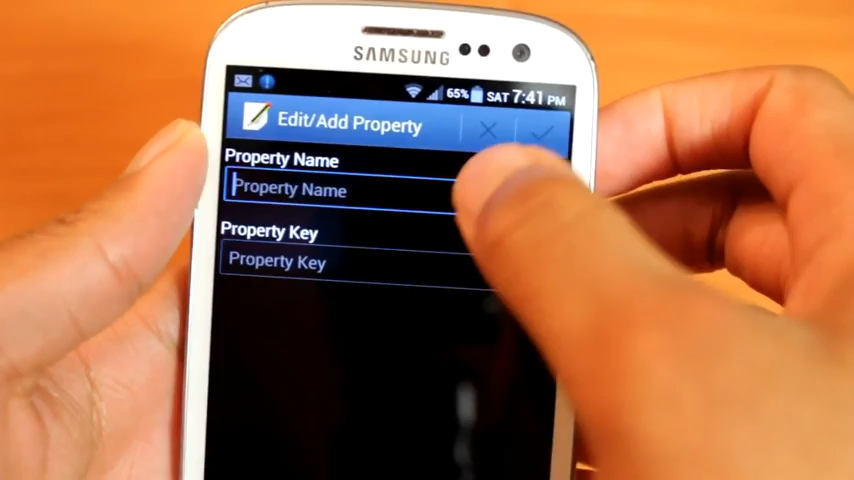 SAMSUNG
65% SAT 7:41 PM
Edit/Add Property
Property Name
Property Name
Property Key
Property Key